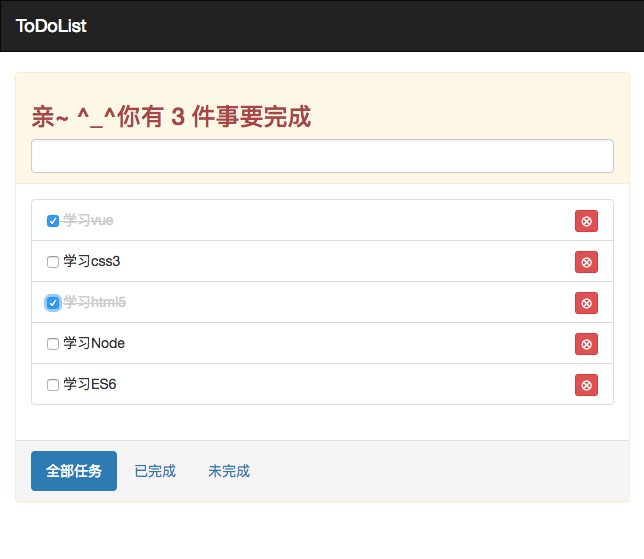 ToDoList
亲~ ^_^你有 3 件事要完成
学习vue
学习css3
学习html5
学习Node
学习ES6
全部任务 已完成 未完成